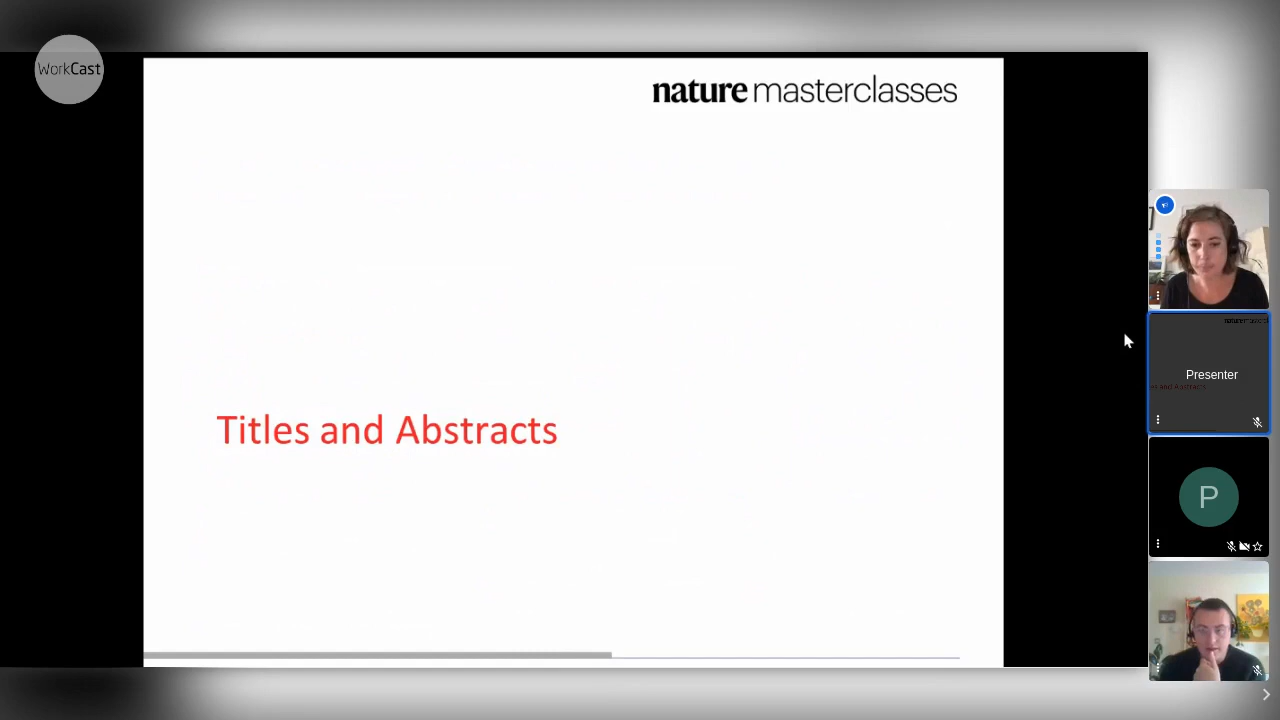 WorkCast
nature masterclasses
Titles and Abstracts
Presenter
P